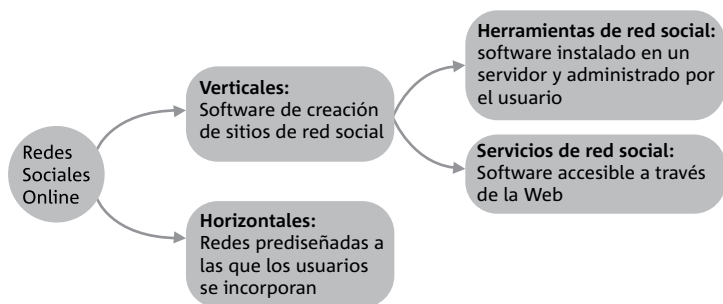 Redes
Sociales
Online
Verticales:
Software de creación
de sitios de red social
Horizontales:
Redes prediseñadas a
las que los usuarios
se incorporan
Herramientas de red social:
software instalado en un
servidor y administrado por
el usuario
Servicios de red social:
Software accesible a través
de la Web